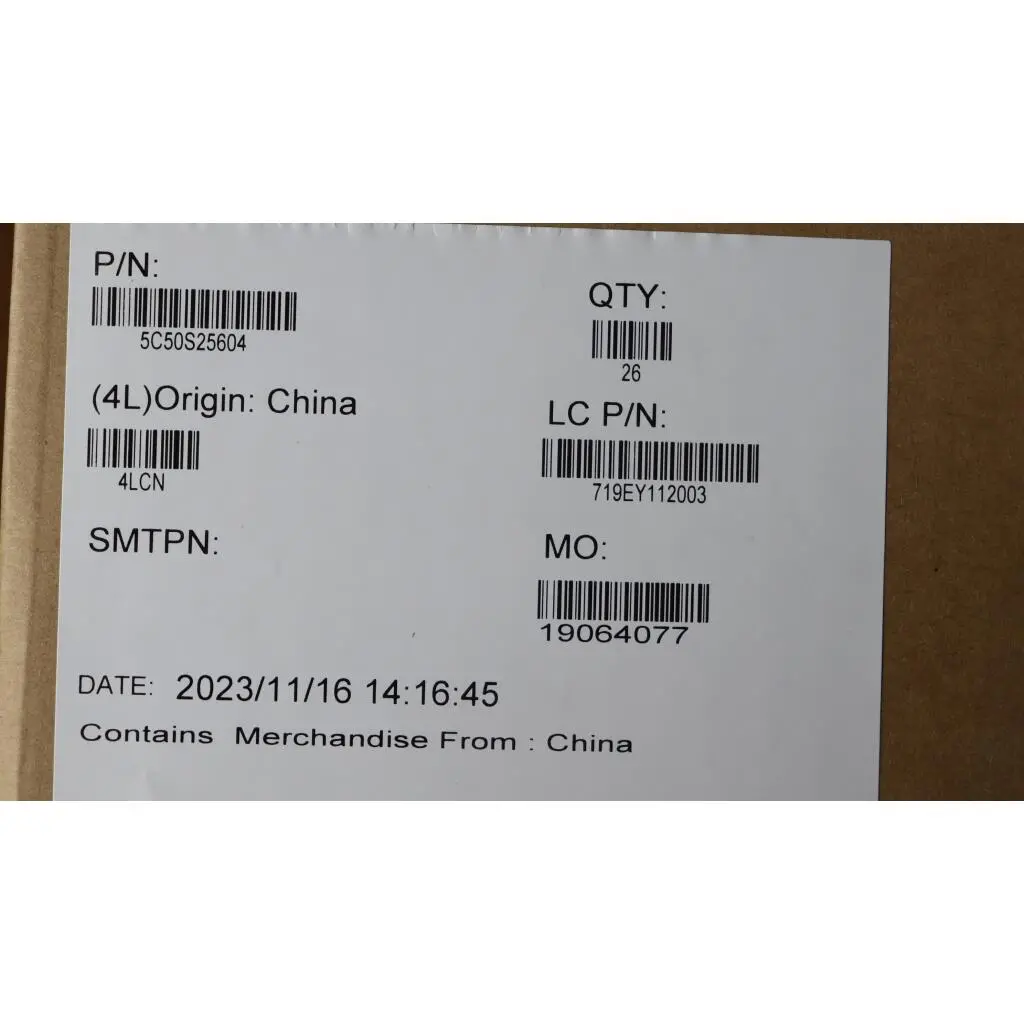 P/N:
5C50S25604
QTY:
26
(4L)Origin: China
4LCN
LC P/N:
719EY112003
SMTPN:
MO:
19064077
DATE: 2023/11/16 14:16:45
Contains Merchandise From : China